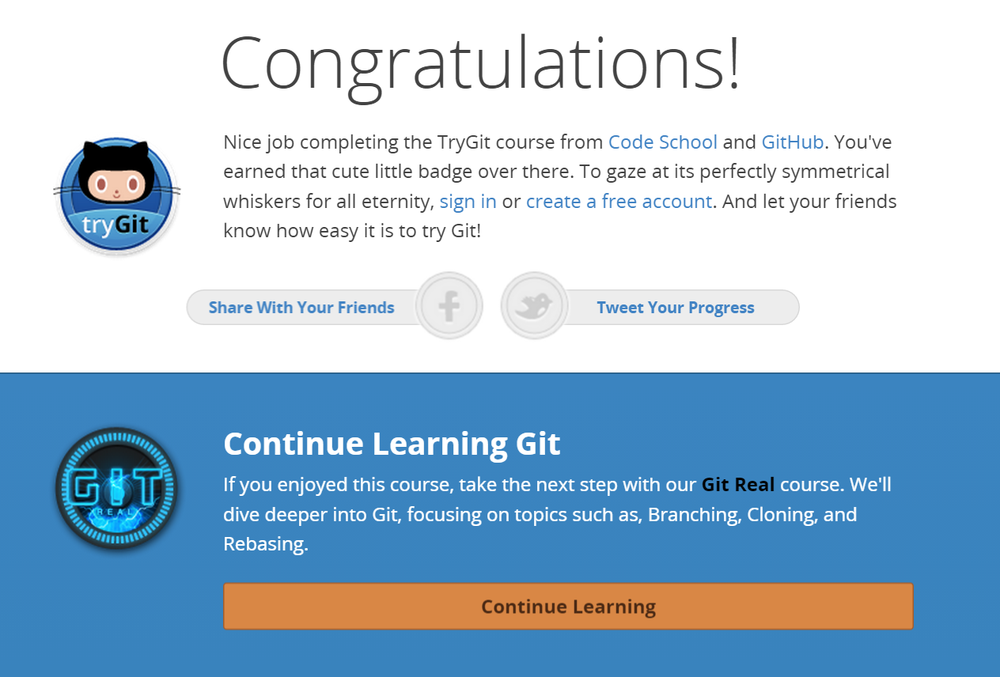 Congratulations!
Nice job completing the TryGit course from Code School and GitHub. You've
earned that cute little badge over there. To gaze at its perfectly symmetrical
whiskers for all eternity, sign in or create a free account. And let your friends
know how easy it is to try Git!
tryGit
Share With Your Friends
Tweet Your Progress
Continue Learning Git
If you enjoyed this course, take the next step with our Git Real course. We'll
dive deeper into Git, focusing on topics such as, Branching, Cloning, and
Rebasing.
GIT
REAL
Continue Learning